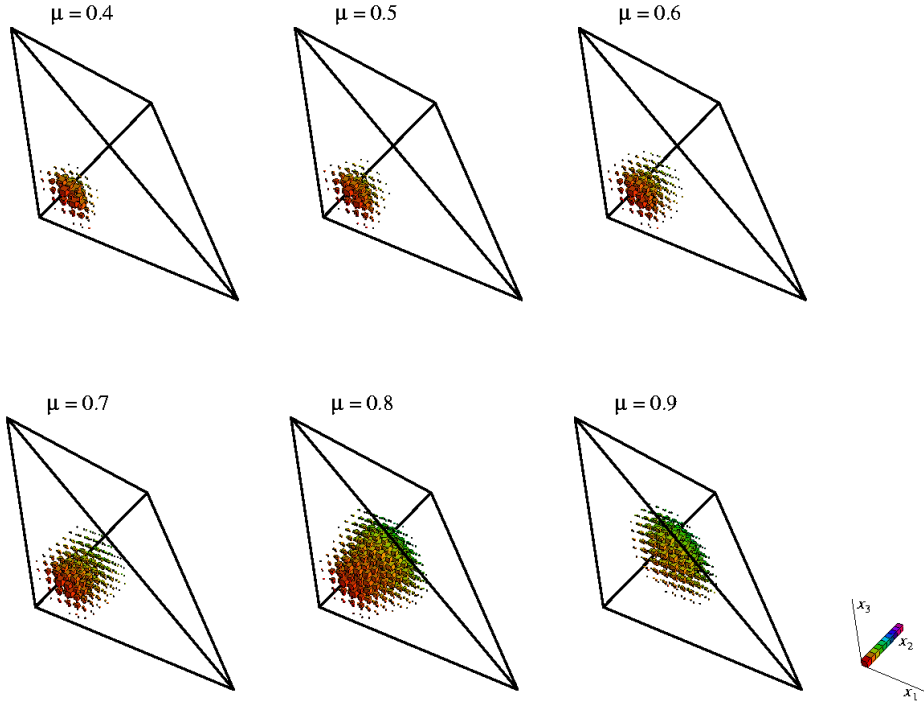 μ = 0.4
μ = 0.5
μ = 0.6
μ = 0.7
μ = 0.8
μ = 0.9
x₃
x₂
x₁